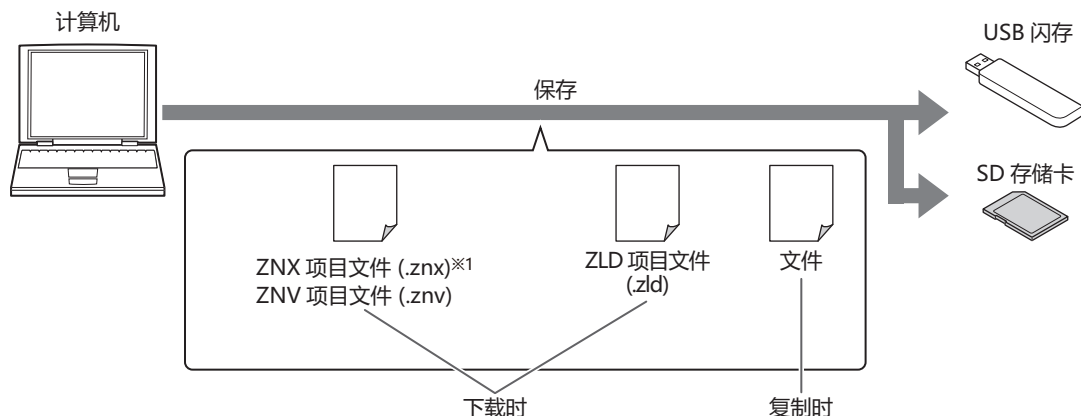 计算机
USB 闪存
保存
SD 存储卡
ZNX 项目文件 (.znx)※1
ZNV 项目文件 (.znv)
ZLD 项目文件
(.zld)
文件
下载时
复制时